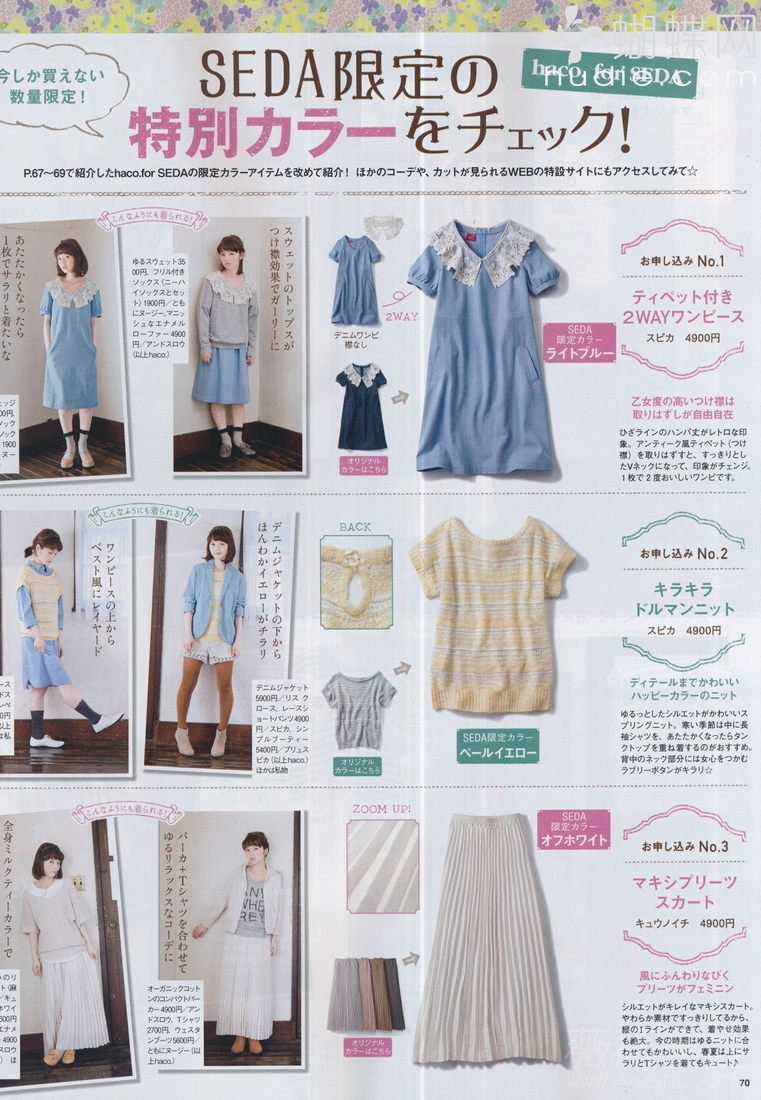 今しか買えない
数量限定!
SEDA限定の
特別カラーをチェック!
haco. for SEDA
蝴蝶网
nudie.com
P.67〜69で紹介したhaco.for SEDAの限定カラーアイテムを改めて紹介! ほかのコーデや、カットが見られるWEBの特設サイトにもアクセスしてみて☆
こんなふうにも着られる!
あたたかくなったら
1枚でサラリと着たいな
ゆるスウェット35
00円、フリル付き
ソックス(ニーハ
イソックスとセッ
ト)1900円/とも
にヌージー、マニッ
シュなエナメル
ローファー4900
円/アンドスロウ
(以上haco.)
スウェットのトップスが
つけ襟効果でガーリーに
2WAY
デニムワンピ
襟なし
オリジナル
カラーはこちら
SEDA
限定カラー
ライトブルー
お申し込み No.1
ティペット付き
2WAYワンピース
スピカ 4900円
乙女度の高いつけ襟は
取りはずしが自由自在
ひざラインのハンパ丈がレトロな印
象。アンティーク風ティペット(つけ
襟)を取りはずすと、すっきりとし
たVネックになって、印象がチェンジ。
1枚で2度おいしいワンピです。
こんなふうにも着られる!
ワンピースの上から
ベスト風にレイヤード
デニムジャケットの下から
ほんわかイエローがチラリ
デニムジャケット
5900円/リス ク
ロス、レースシ
ョートパンツ4900
円/スピカ、シン
プルブーティー
5400円/プリュス
ピカ(以上haco.)
ほかは私物
BACK
オリジナル
カラーはこちら
SEDA限定カラー
ペールイエロー
お申し込み No.2
キラキラ
ドルマンニット
スピカ 4900円
ディテールまでかわいい
ハッピーカラーのニット
ゆるっとしたシルエットがかわいいス
プリングニット。寒い季節は中に長
袖シャツを、あたたかくなったらタン
クトップを重ね着するのがおすすめ。
背中のネック部分には女心をつかむ
ラブリーボタンがキラリ☆
こんなふうにも着られる!
全身ミルクティーカラーで
パーカ+Tシャツを合わせて
ゆるリラックスなコーデに
オーガニックコット
ンのコンパクトパー
カー4900円/アン
ドスロウ、Tシャツ
2700円、ウェスタ
ンブーツ5600円/
ともにヌージー(以
上haco.)
ZOOM UP!
オリジナル
カラーはこちら
SEDA
限定カラー
オフホワイト
お申し込み No.3
マキシプリーツ
スカート
キュウノイチ 4900円
風にふんわりなびく
プリーツがフェミニン
シルエットがキレイなマキシスカート。
やわらか素材ですっきりしてるから、
縦のIラインができて、着やせ効果
も絶大。今の時期はゆるニットに合
わせてもかわいいし、春夏は上にサ
ラリとTシャツを着てもキュート♪
70